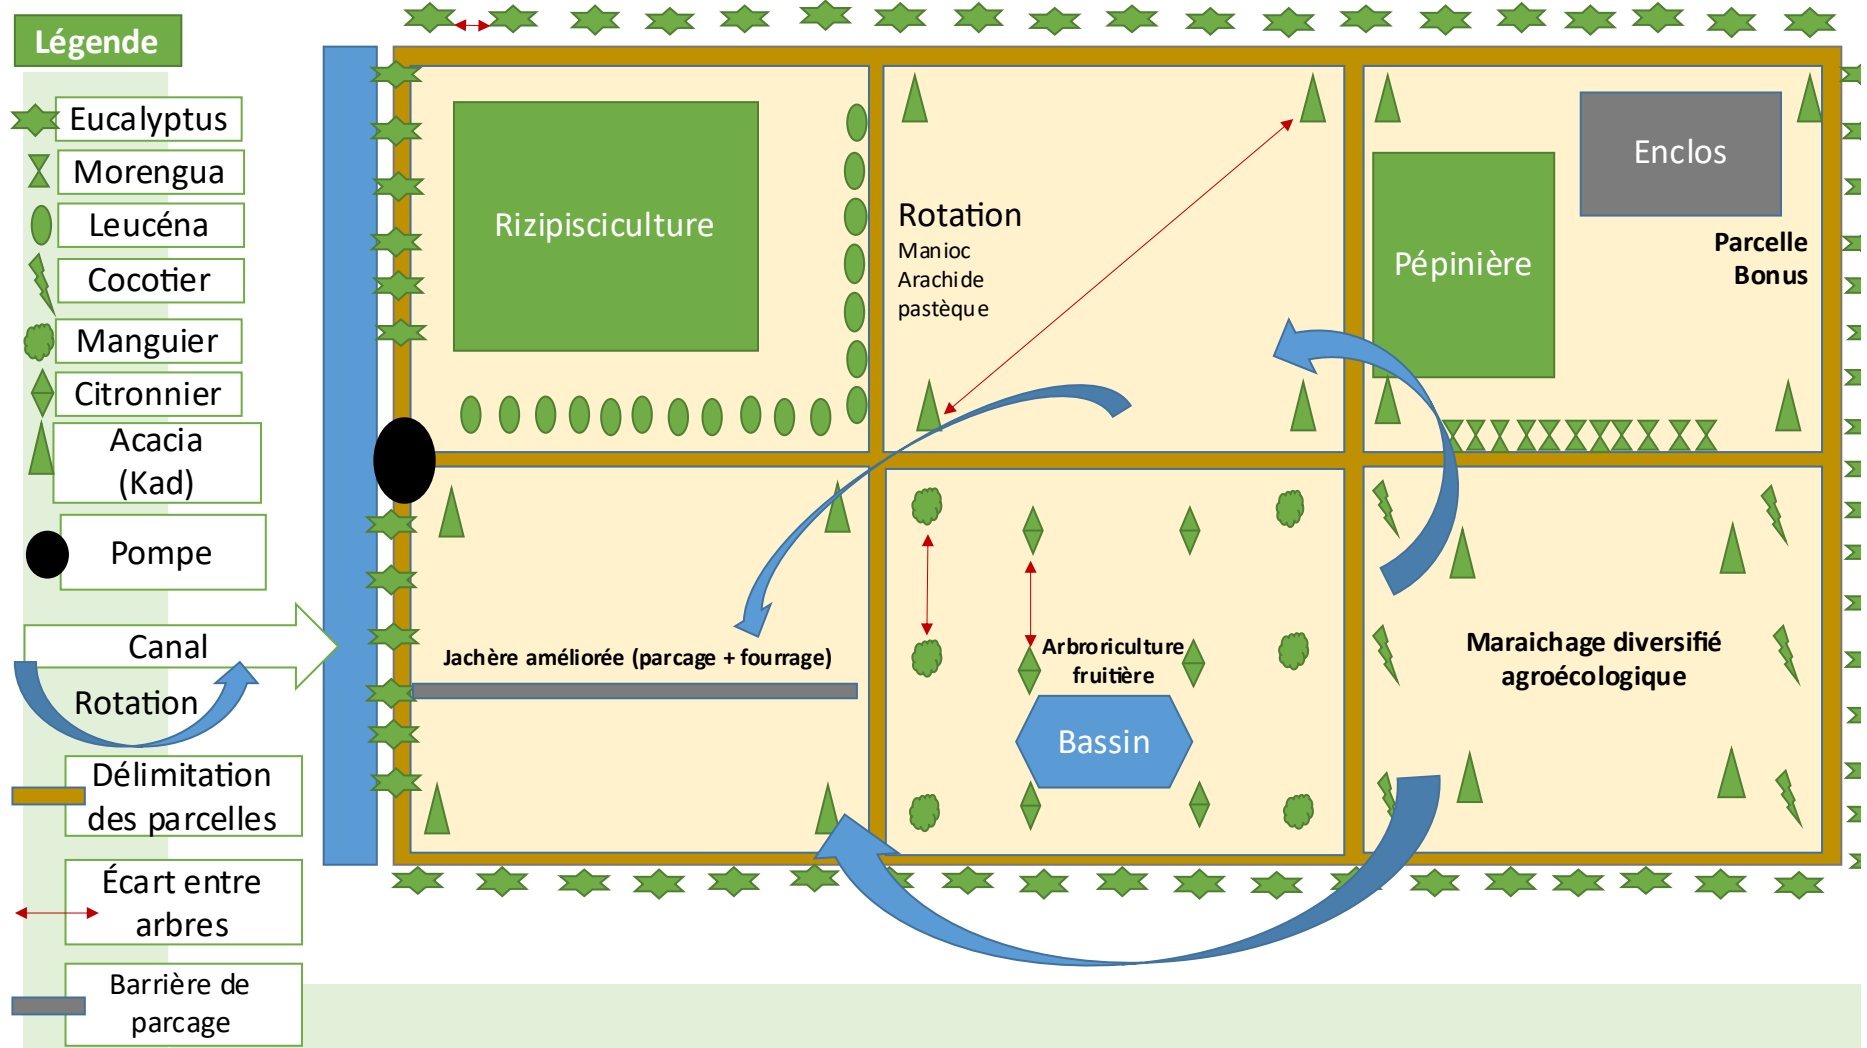 Légende
Eucalyptus
Morengua
Leucéna
Cocotier
Manguier
Citronnier
Acacia
(Kad)
Pompe
Canal
Rotation
Délimitation
des parcelles
Écart entre
arbres
Barrière de
parcage
Rizipisciculture
Rotation
Manioc
Arachide
pastèque
Pépinière
Enclos
Parcelle
Bonus
Jachère améliorée (parcage + fourrage)
Arbroriculture
fruitière
Bassin
Maraichage diversifié
agroécologique